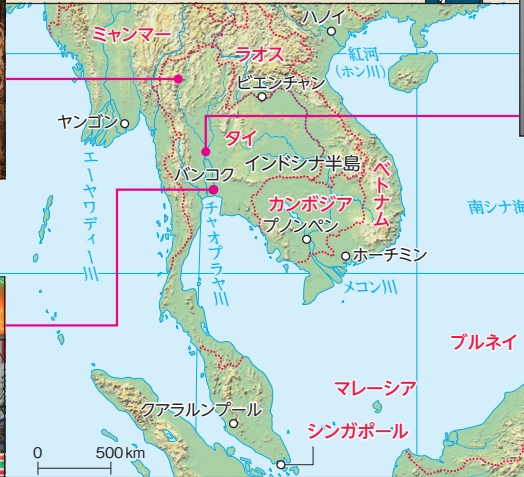 ハノイ
ミャンマー
ラオス
紅河
(ホン川)
ビエンチャン
ヤンゴン
タイ
インドシナ半島
エーヤワディー川
バンコク
ベトナム
カンボジア
チャオプラヤ川
南シナ海
プノンペン
ホーチミン
メコン川
ブルネイ
マレーシア
クアラルンプール
シンガポール
0 500km